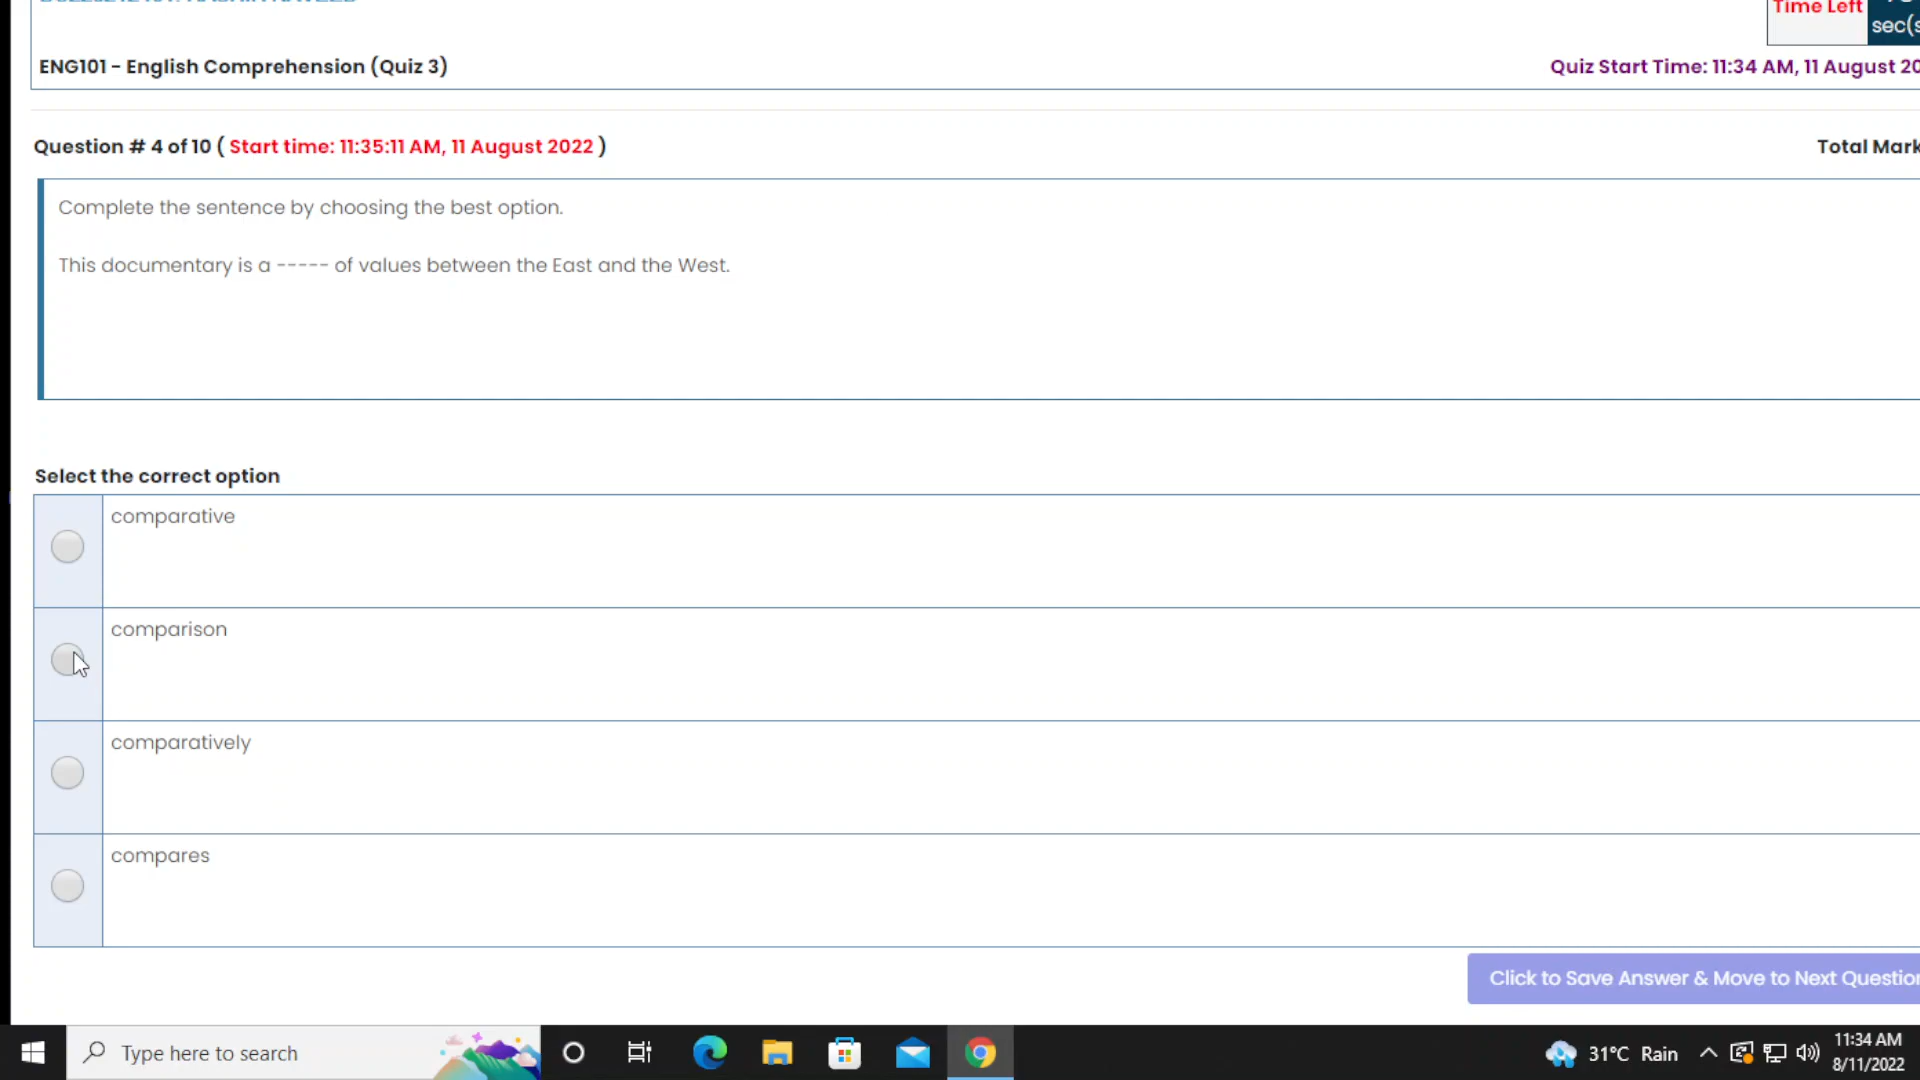 Time Left
sec(s
ENG101 - English Comprehension (Quiz 3)
Quiz Start Time: 11:34 AM, 11 August 20
Question # 4 of 10 ( Start time: 11:35:11 AM, 11 August 2022 )
Total Mark
Complete the sentence by choosing the best option.
This documentary is a ----- of values between the East and the West.
Select the correct option
comparative
comparison
comparatively
compares
Click to Save Answer & Move to Next Question
Type here to search
31°C Rain
11:34 AM
8/11/2022